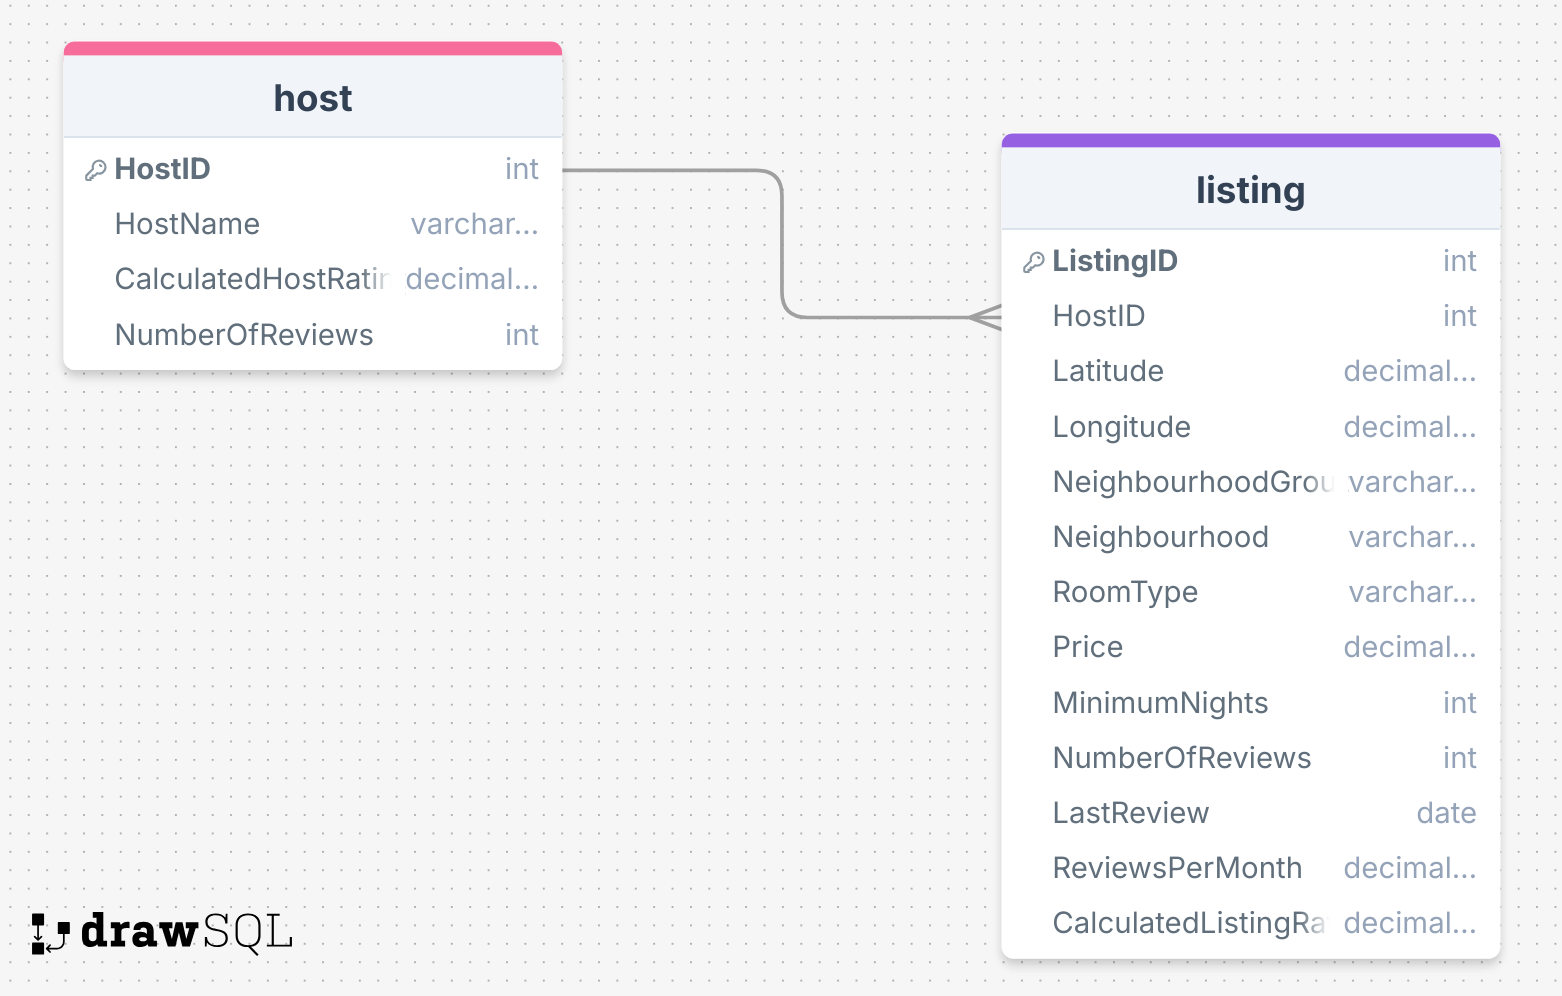 host
HostID int
HostName varchar...
CalculatedHostRatin decimal...
NumberOfReviews int
listing
ListingID int
HostID int
Latitude decimal...
Longitude decimal...
NeighbourhoodGrou varchar...
Neighbourhood varchar...
RoomType varchar...
Price decimal...
MinimumNights int
NumberOfReviews int
LastReview date
ReviewsPerMonth decimal...
CalculatedListingRa decimal...
drawSQL